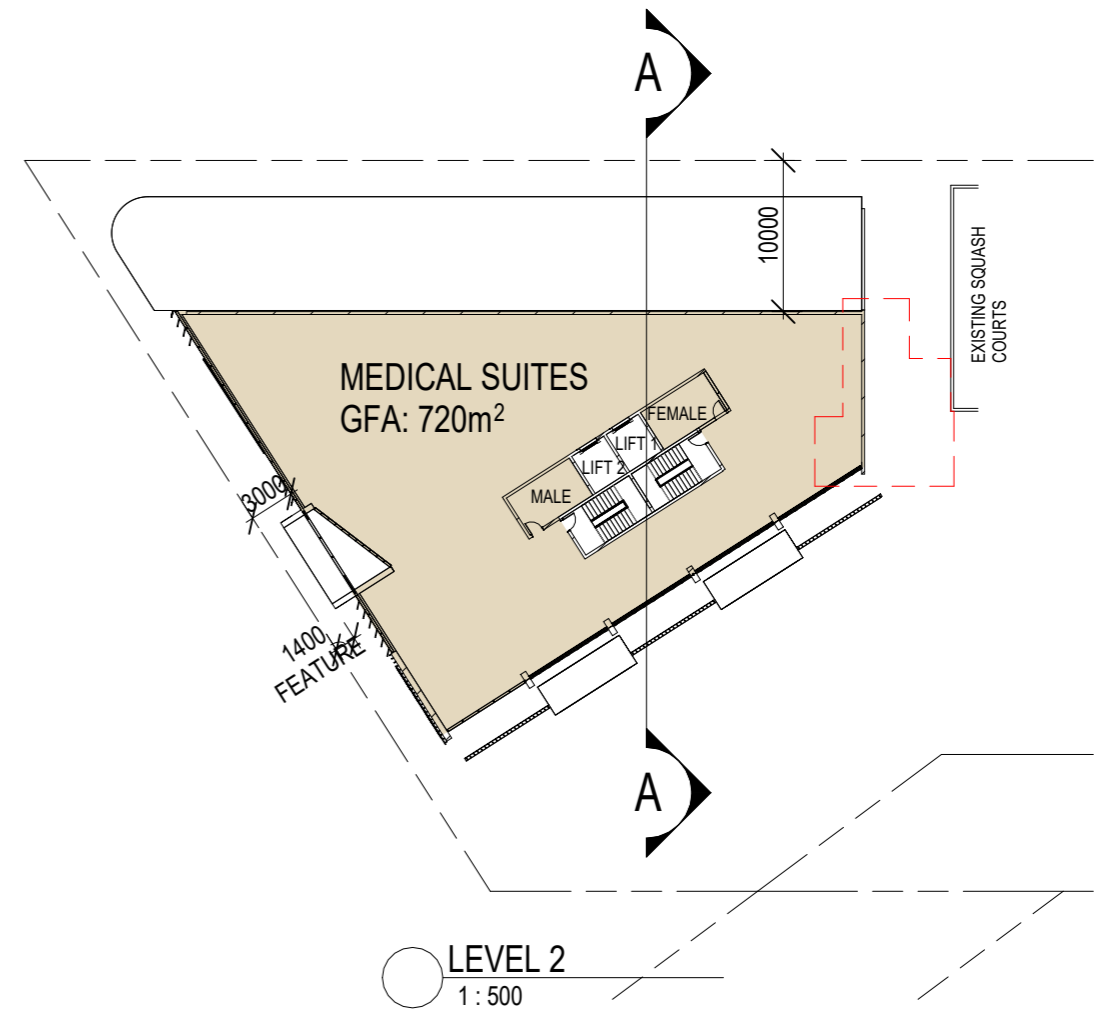 A
10000
EXISTING SQUASH
COURTS
MEDICAL SUITES
GFA: 720m²
FEMALE
LIFT 1
LIFT 2
MALE
3000
1400
FEATURE
A
LEVEL 2
1 : 500